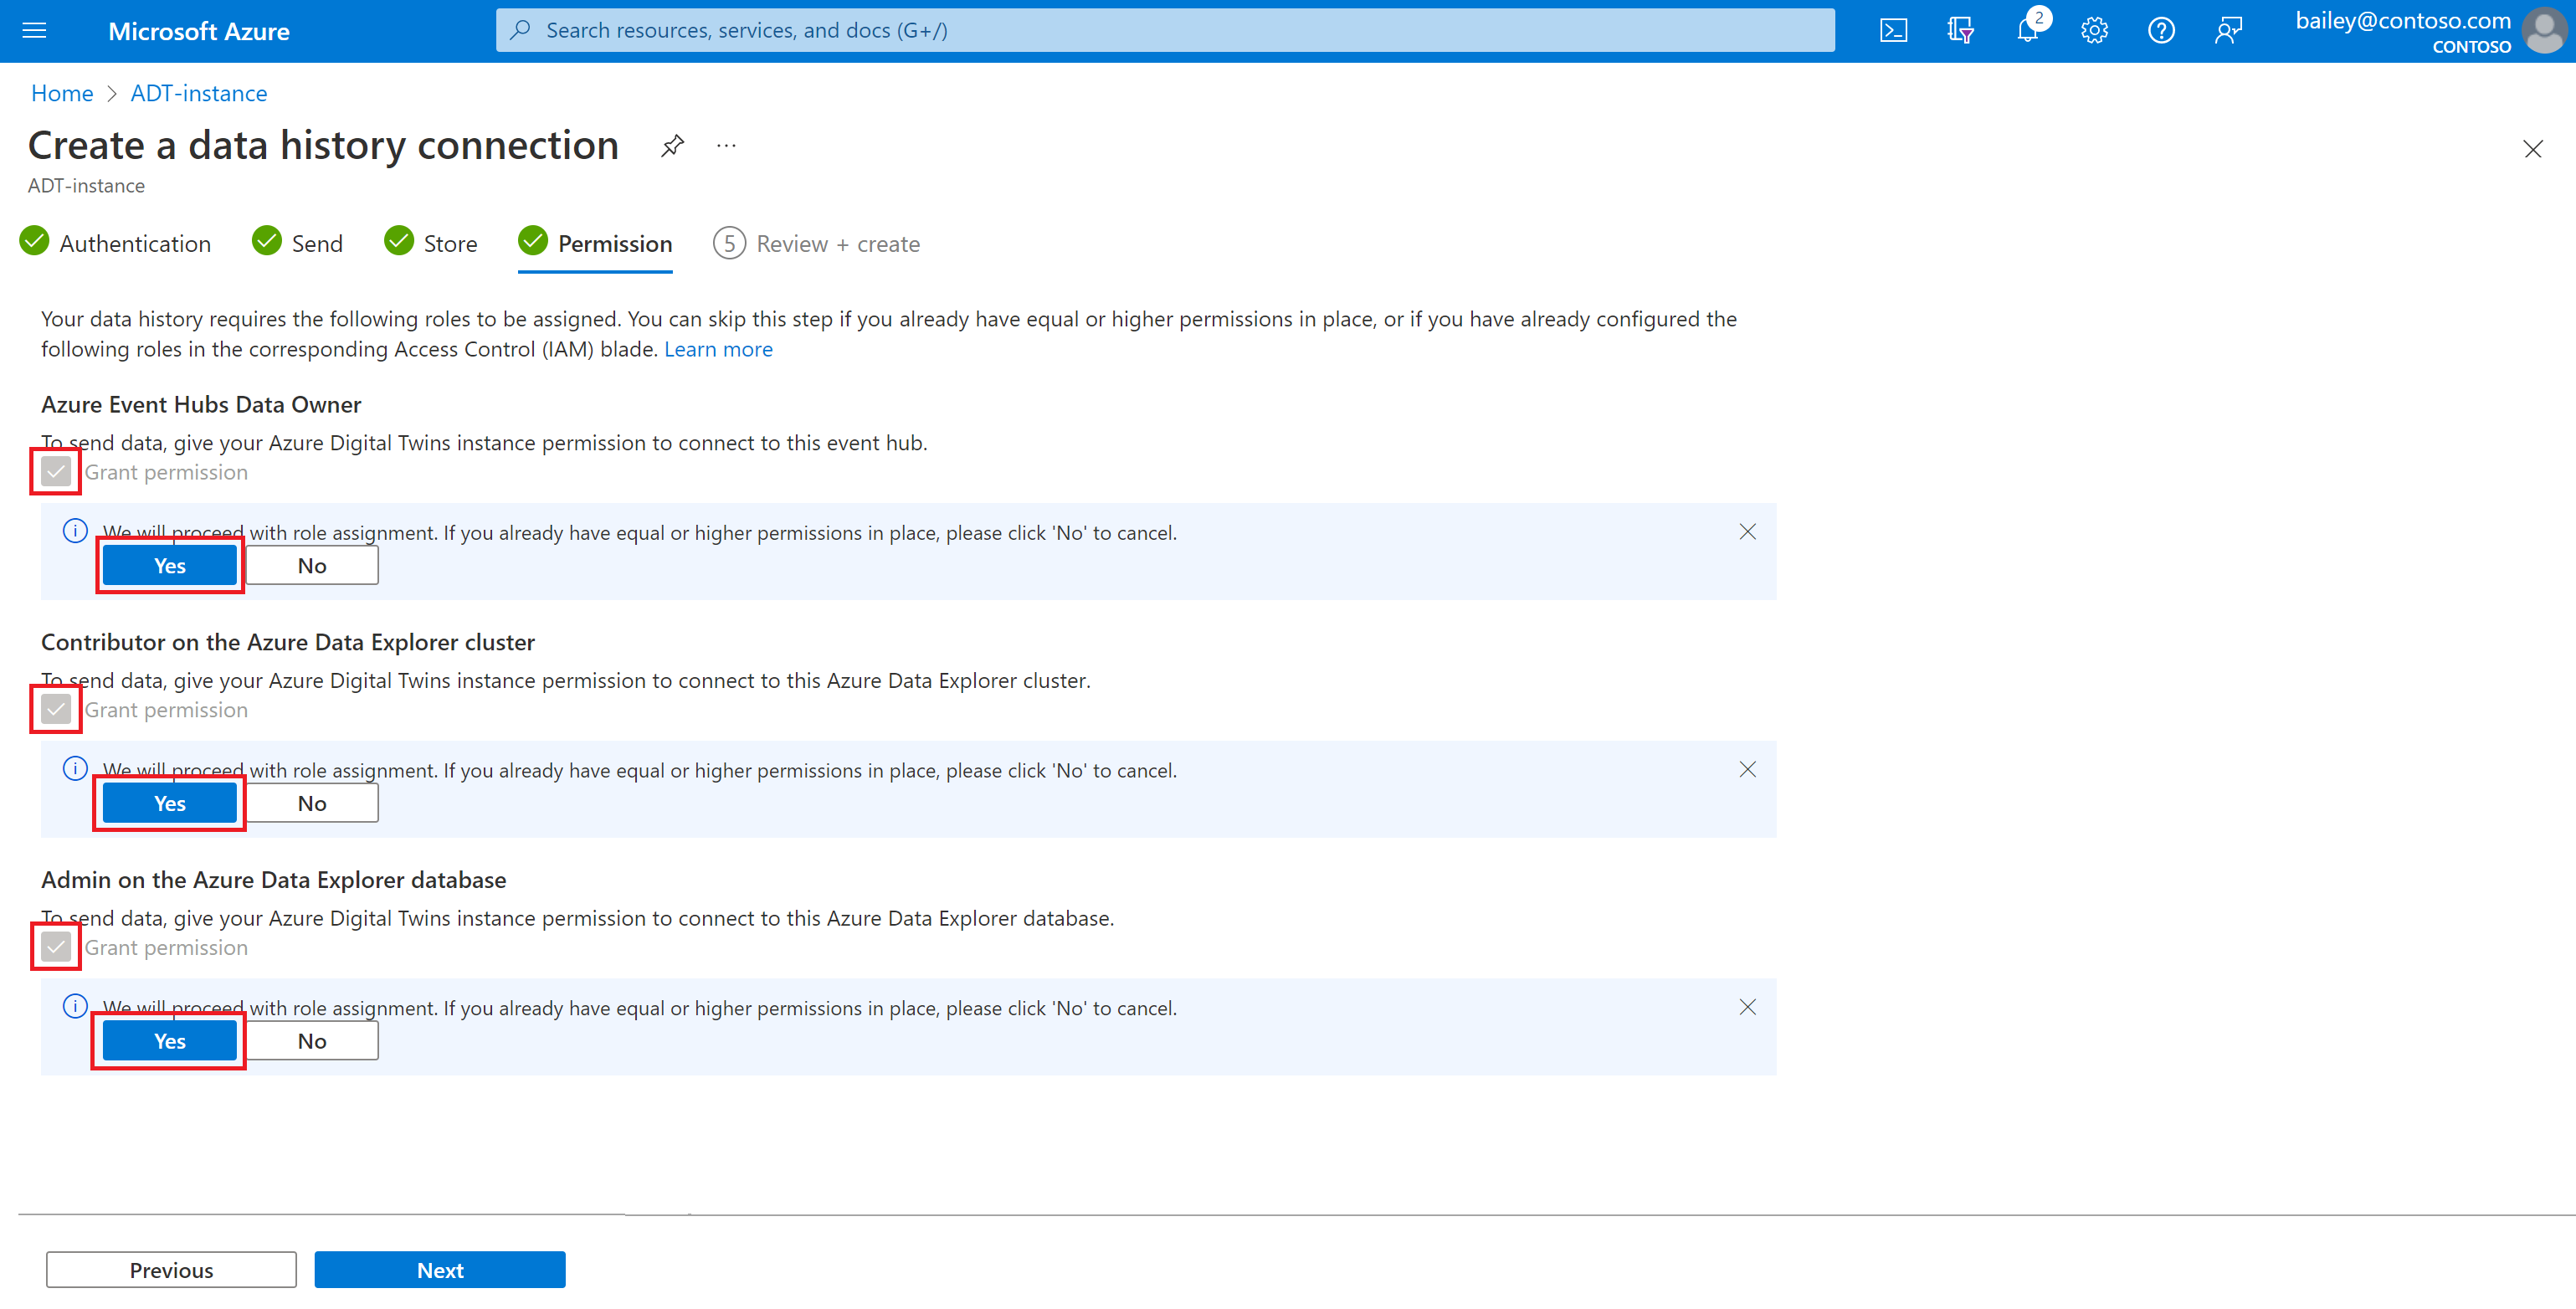 Microsoft Azure
Search resources, services, and docs (G+/)
2
bailey@contoso.com
CONTOSO
Home > ADT-instance
Create a data history connection ...
ADT-instance
Authentication Send Store Permission 5 Review + create
Your data history requires the following roles to be assigned. You can skip this step if you already have equal or higher permissions in place, or if you have already configured the
following roles in the corresponding Access Control (IAM) blade. Learn more
Azure Event Hubs Data Owner
To send data, give your Azure Digital Twins instance permission to connect to this event hub.
Grant permission
We will proceed with role assignment. If you already have equal or higher permissions in place, please click 'No' to cancel.
Yes No
Contributor on the Azure Data Explorer cluster
To send data, give your Azure Digital Twins instance permission to connect to this Azure Data Explorer cluster.
Grant permission
We will proceed with role assignment. If you already have equal or higher permissions in place, please click 'No' to cancel.
Yes No
Admin on the Azure Data Explorer database
To send data, give your Azure Digital Twins instance permission to connect to this Azure Data Explorer database.
Grant permission
We will proceed with role assignment. If you already have equal or higher permissions in place, please click 'No' to cancel.
Yes No
Previous Next